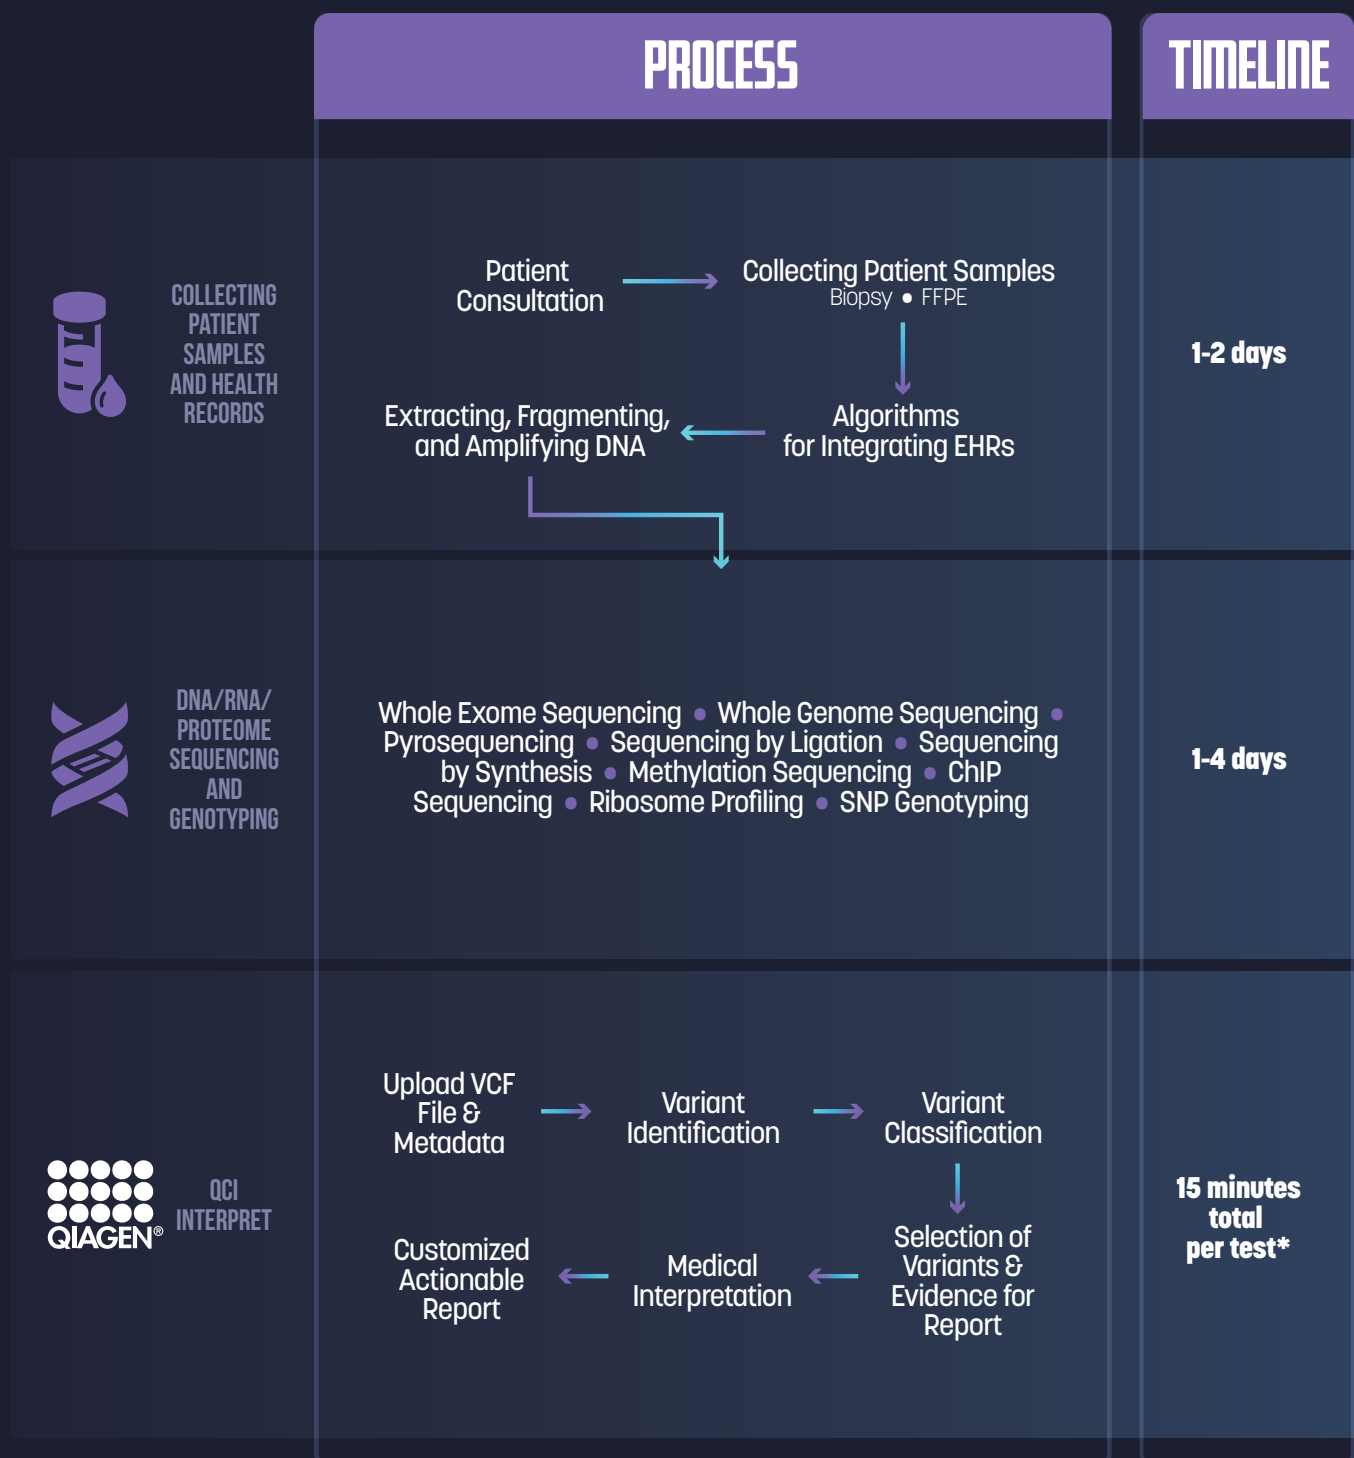 PROCESS
TIMELINE
COLLECTING
PATIENT
SAMPLES
AND HEALTH
RECORDS
Patient
Consultation
Collecting Patient Samples
Biopsy • FFPE
Algorithms
for Integrating EHRs
Extracting, Fragmenting,
and Amplifying DNA
1-2 days
DNA/RNA/
PROTEOME
SEQUENCING
AND
GENOTYPING
Whole Exome Sequencing • Whole Genome Sequencing •
Pyrosequencing • Sequencing by Ligation • Sequencing
by Synthesis • Methylation Sequencing • ChIP
Sequencing • Ribosome Profiling • SNP Genotyping
1-4 days
QIAGEN®
QCI
INTERPRET
Upload VCF
File &
Metadata
Variant
Identification
Variant
Classification
Selection of
Variants &
Evidence for
Report
Medical
Interpretation
Customized
Actionable
Report
15 minutes
total
per test*